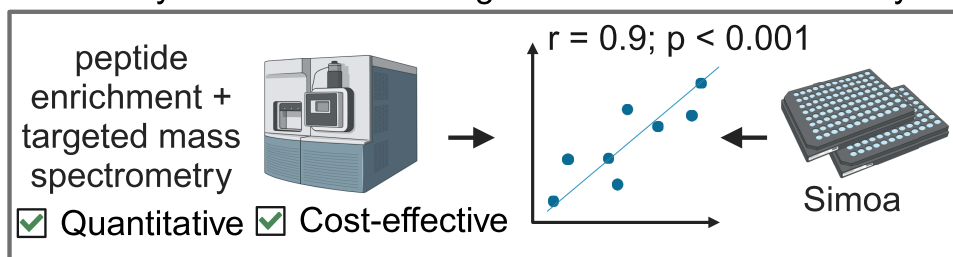 peptide
enrichment +
targeted mass
spectrometry
Quantitative
Cost-effective
r = 0.9; p < 0.001
Simoa